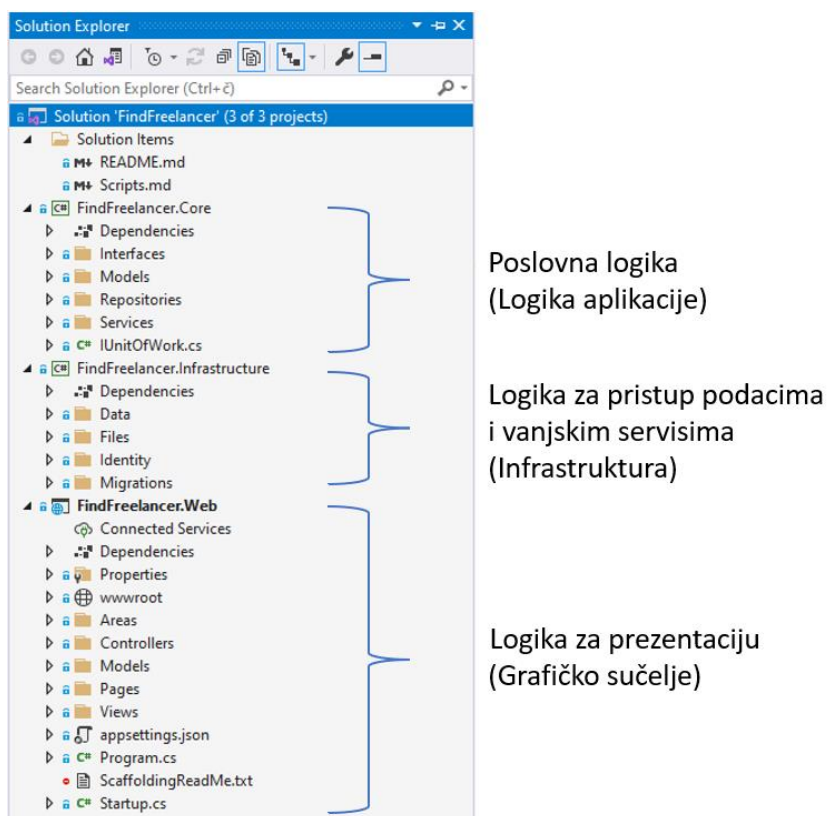 Solution Explorer
Search Solution Explorer (Ctrl+č)
Solution 'FindFreelancer' (3 of 3 projects)
Solution Items
README.md
Scripts.md
FindFreelancer.Core
Dependencies
Interfaces
Models
Repositories
Services
IUnitOfWork.cs
FindFreelancer.Infrastructure
Dependencies
Data
Files
Identity
Migrations
FindFreelancer.Web
Connected Services
Dependencies
Properties
wwwroot
Areas
Controllers
Models
Pages
Views
appsettings.json
Program.cs
ScaffoldingReadMe.txt
Startup.cs
Poslovna logika
(Logika aplikacije)
Logika za pristup podacima
i vanjskim servisima
(Infrastruktura)
Logika za prezentaciju
(Grafičko sučelje)